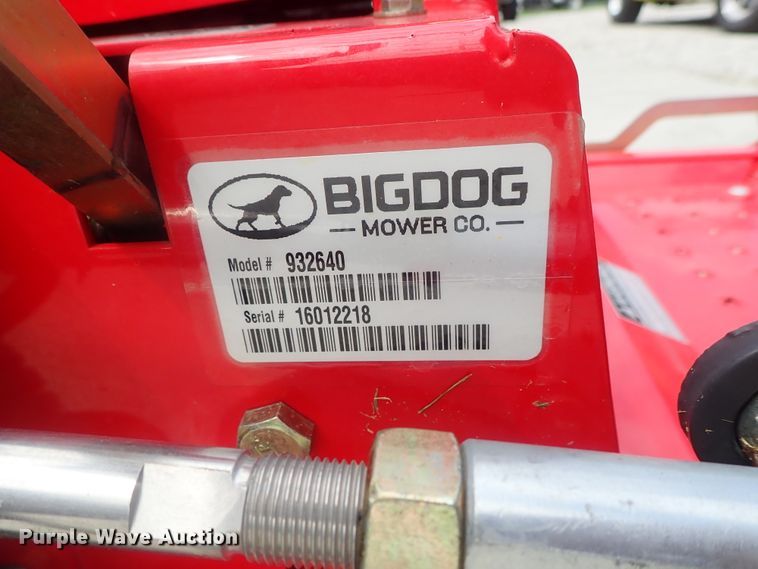 BIGDOG
— MOWER CO. —
Model # 932640
Serial # 16012218
Purple Wave Auction